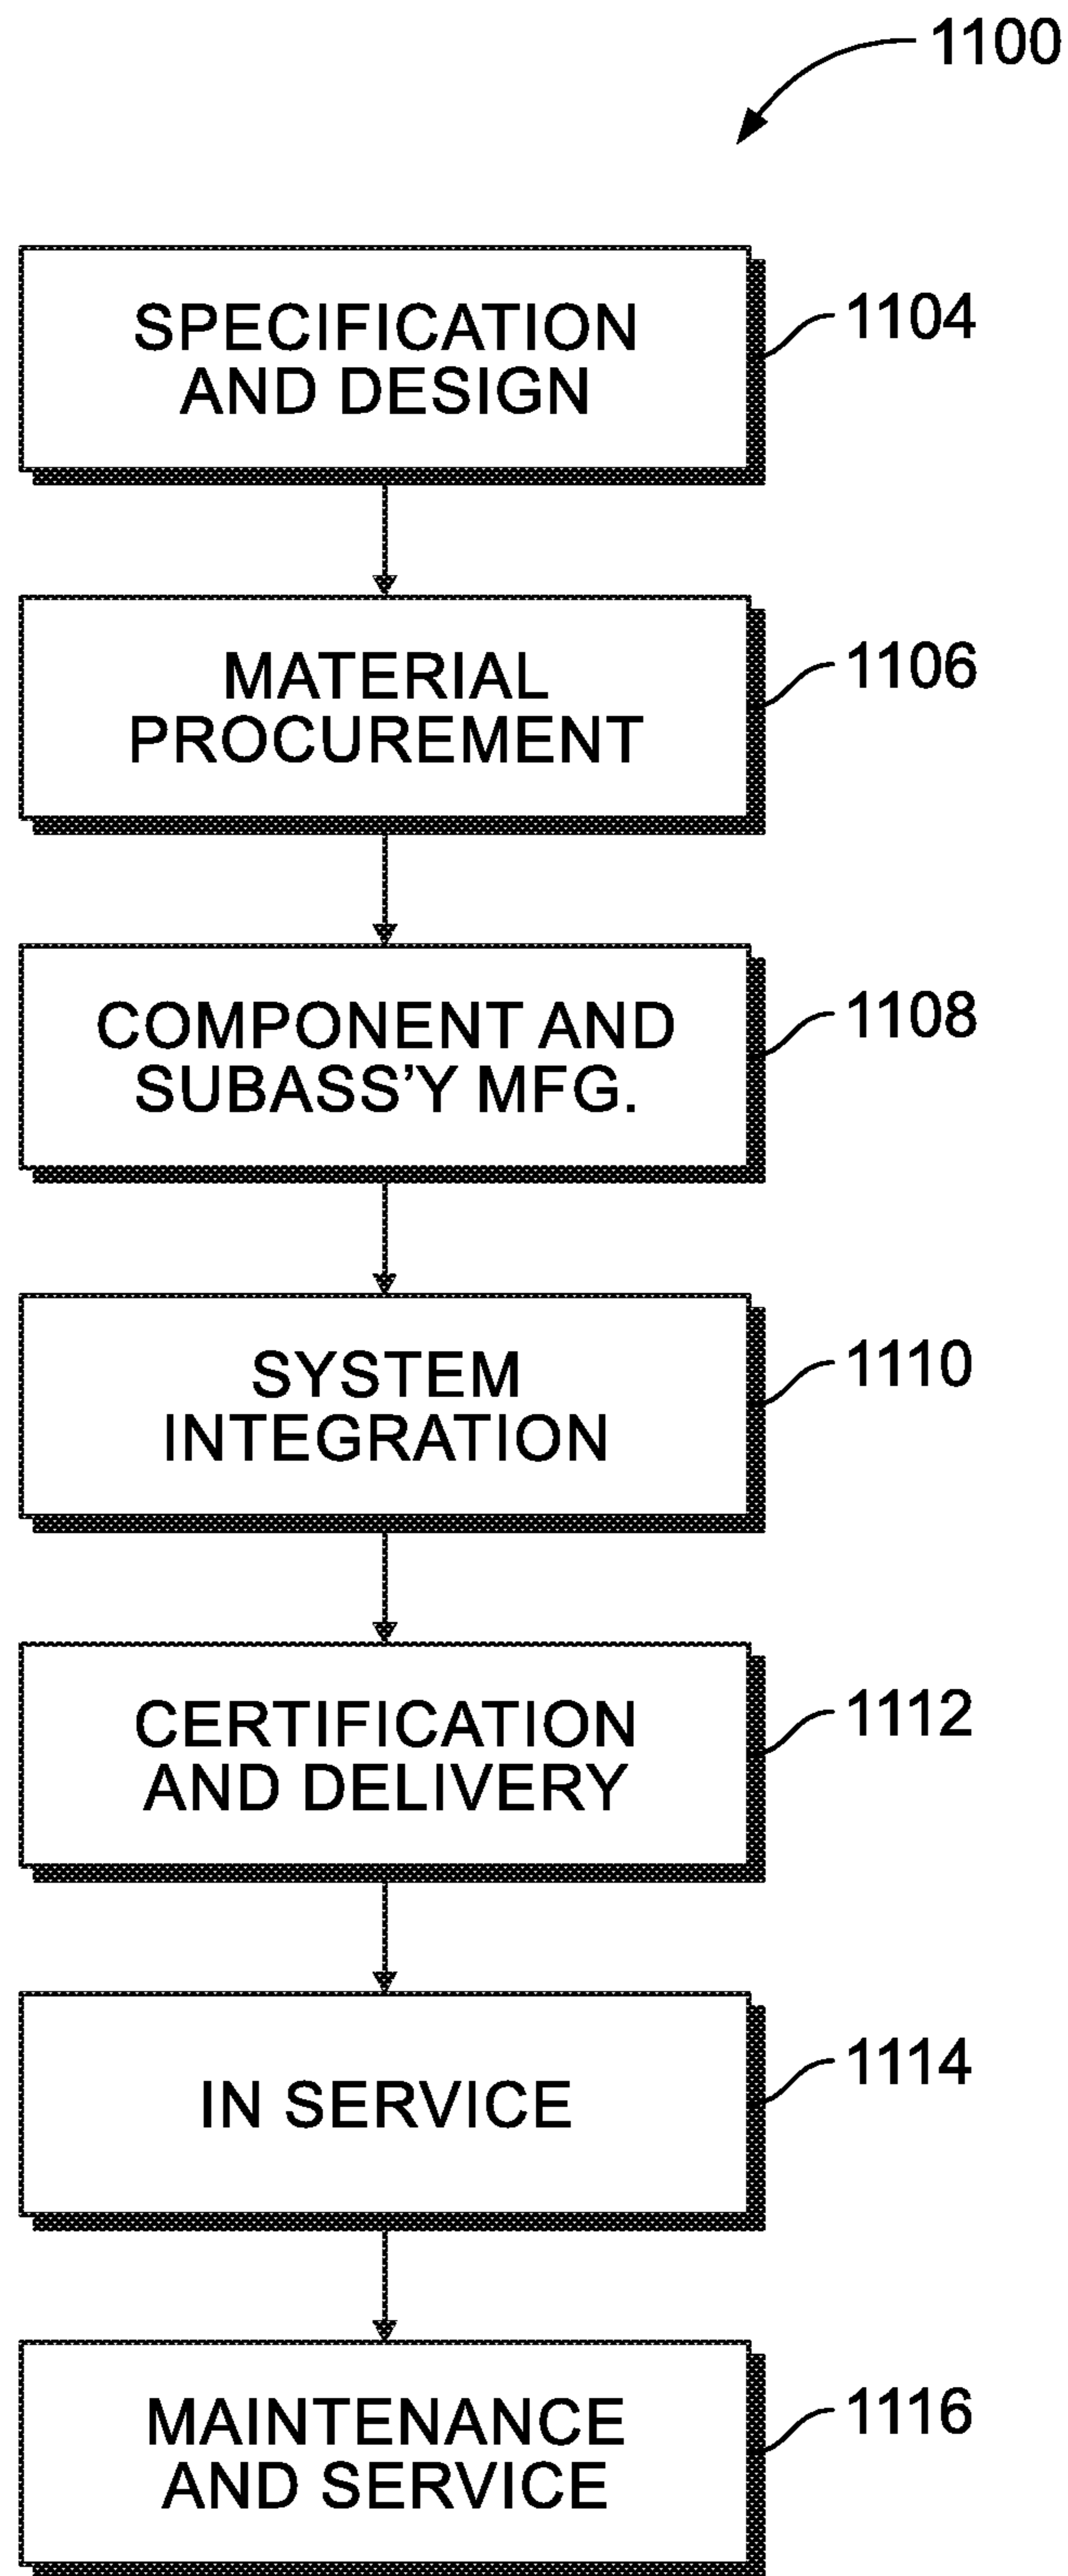 1100
SPECIFICATION
AND DESIGN
1104
MATERIAL
PROCUREMENT
1106
COMPONENT AND
SUBASS’Y MFG.
1108
SYSTEM
INTEGRATION
1110
CERTIFICATION
AND DELIVERY
1112
IN SERVICE
1114
MAINTENANCE
AND SERVICE
1116